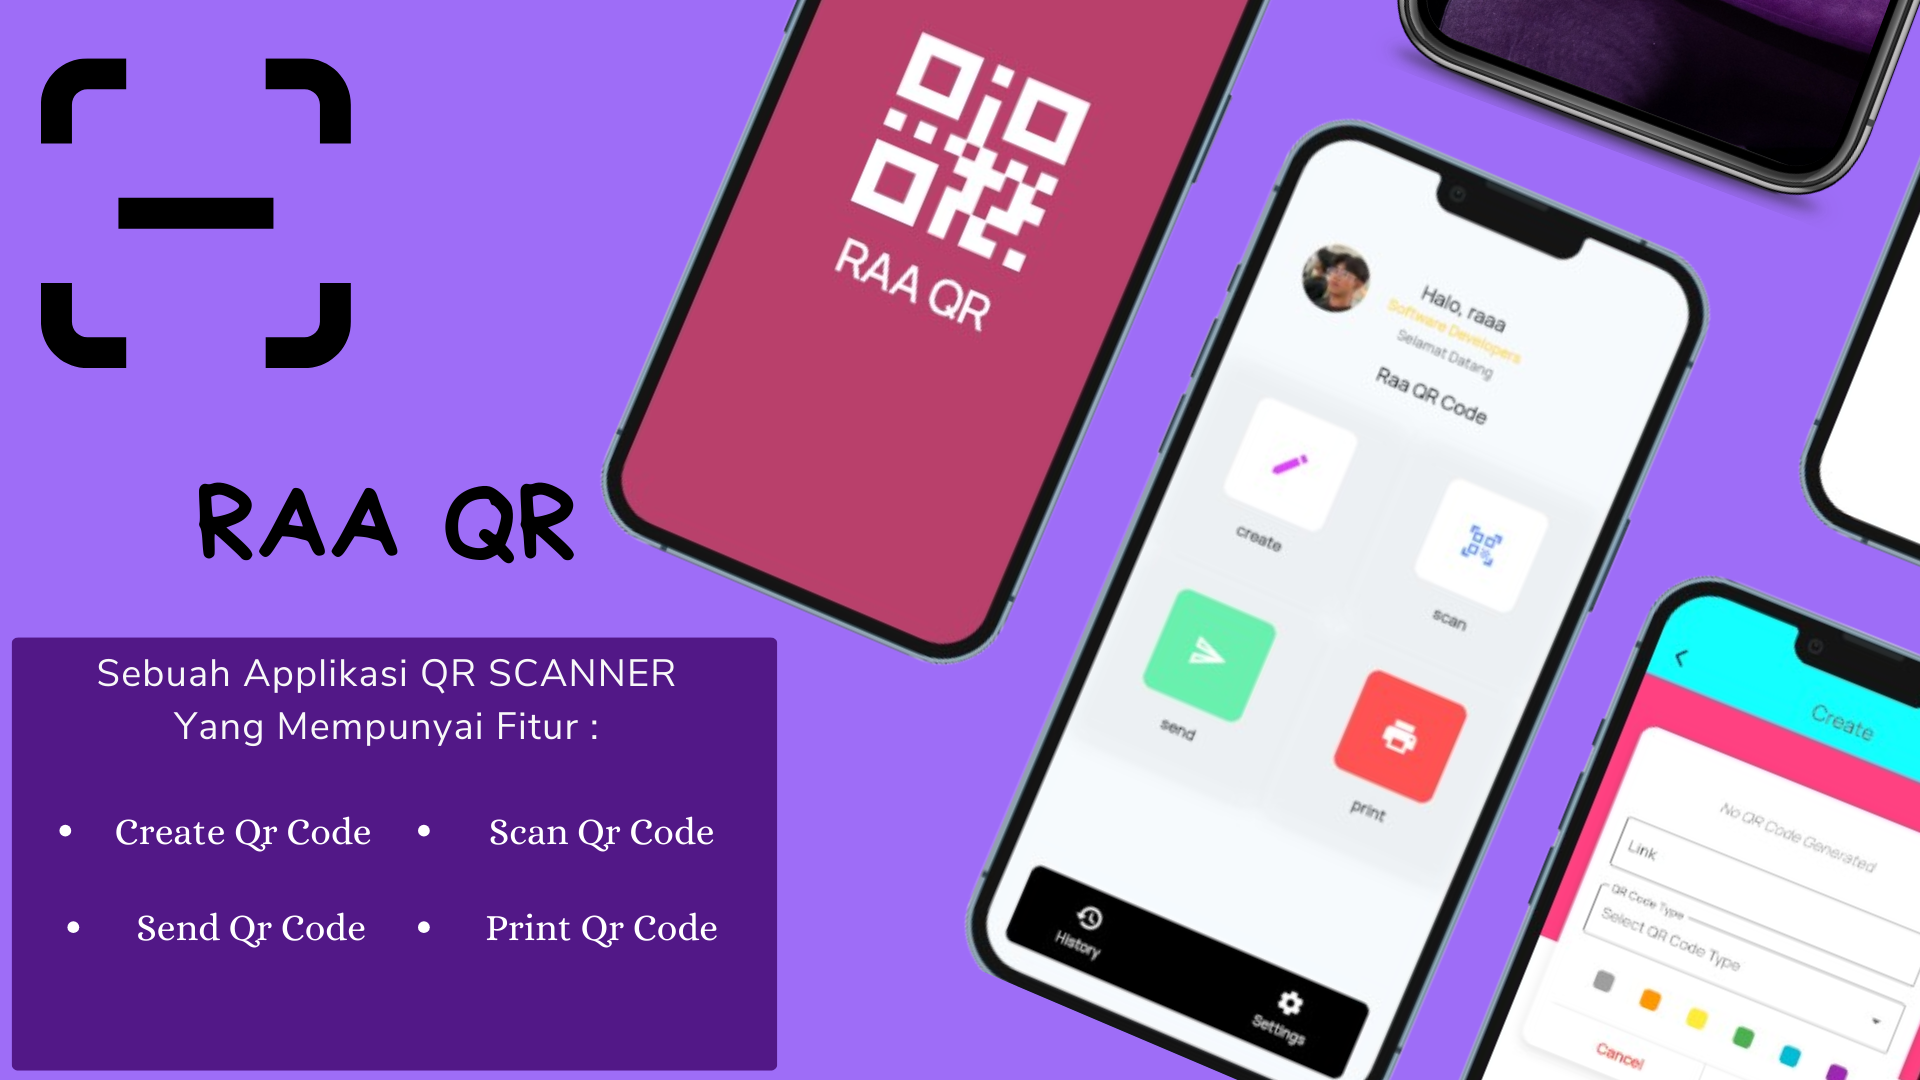 RAA QR
Sebuah Applikasi QR SCANNER
Yang Mempunyai Fitur :
Create Qr Code
Scan Qr Code
Send Qr Code
Print Qr Code
RAA QR
Halo, raaa
Software Developers
Selamat Datang
Raa QR Code
create
scan
send
print
History
Settings
Create
No QR Code Generated
Link
QR Code Type
Select QR Code Type
Cancel